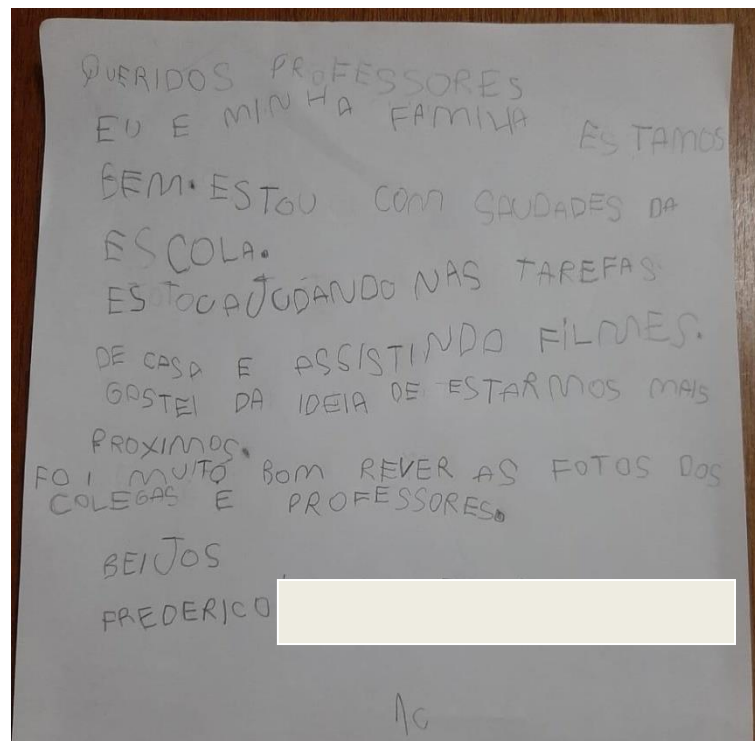 QUERIDOS PROFESSORES
EU E MINHA FAMILIA ESTAMOS
BEM. ESTOU COM SAUDADES DA
ESCOLA.
ESTOU AJUDANDO NAS TAREFAS
DE CASA E ASSISTINDO FILMES.
GOSTEI DA IDEIA DE ESTARMOS MAIS
PROXIMOS.
FOI MUITO BOM REVER AS FOTOS DOS
COLEGAS E PROFESSORES.
BEIJOS
FREDERICO
1C